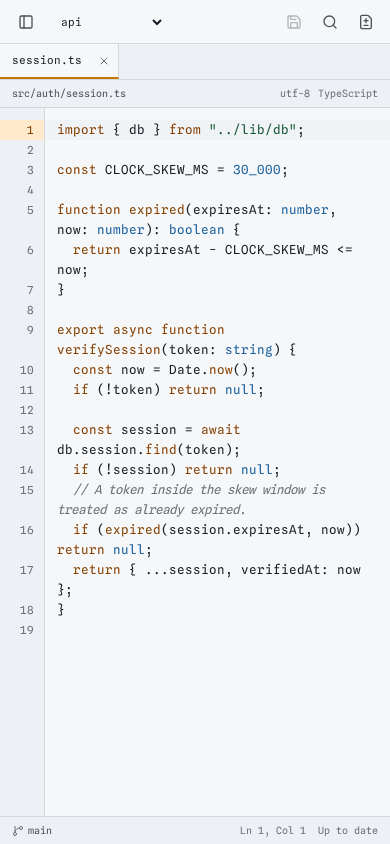 api
session.ts
src/auth/session.ts utf-8 TypeScript
1 import { db } from "../lib/db";
2
3 const CLOCK_SKEW_MS = 30_000;
4
5 function expired(expiresAt: number,
now: number): boolean {
6 return expiresAt - CLOCK_SKEW_MS <=
now;
7 }
8
9 export async function
verifySession(token: string) {
10 const now = Date.now();
11 if (!token) return null;
12
13 const session = await
db.session.find(token);
14 if (!session) return null;
15 // A token inside the skew window is
treated as already expired.
16 if (expired(session.expiresAt, now))
return null;
17 return { ...session, verifiedAt: now
};
18 }
19
main Ln 1, Col 1 Up to date